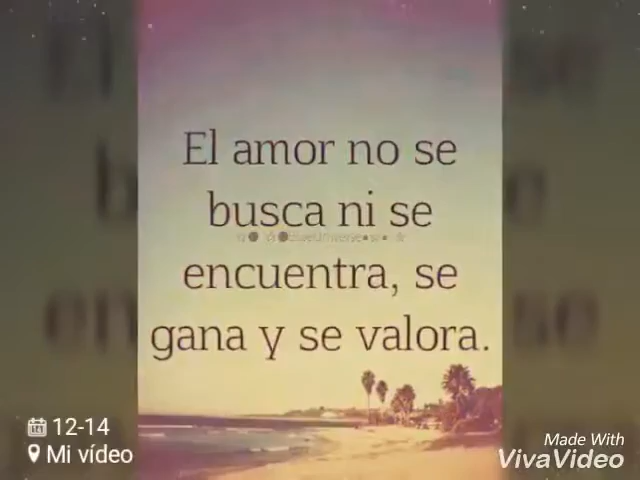 El amor no se
busca ni se
encuentra, se
gana y se valora.
12-14
Mi vídeo
Made With
VivaVideo